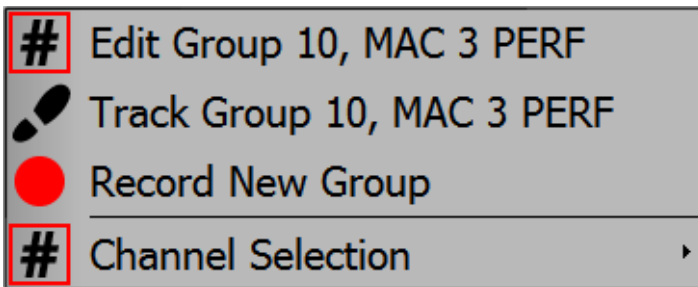 # Edit Group 10, MAC 3 PERF
Track Group 10, MAC 3 PERF
Record New Group
# Channel Selection